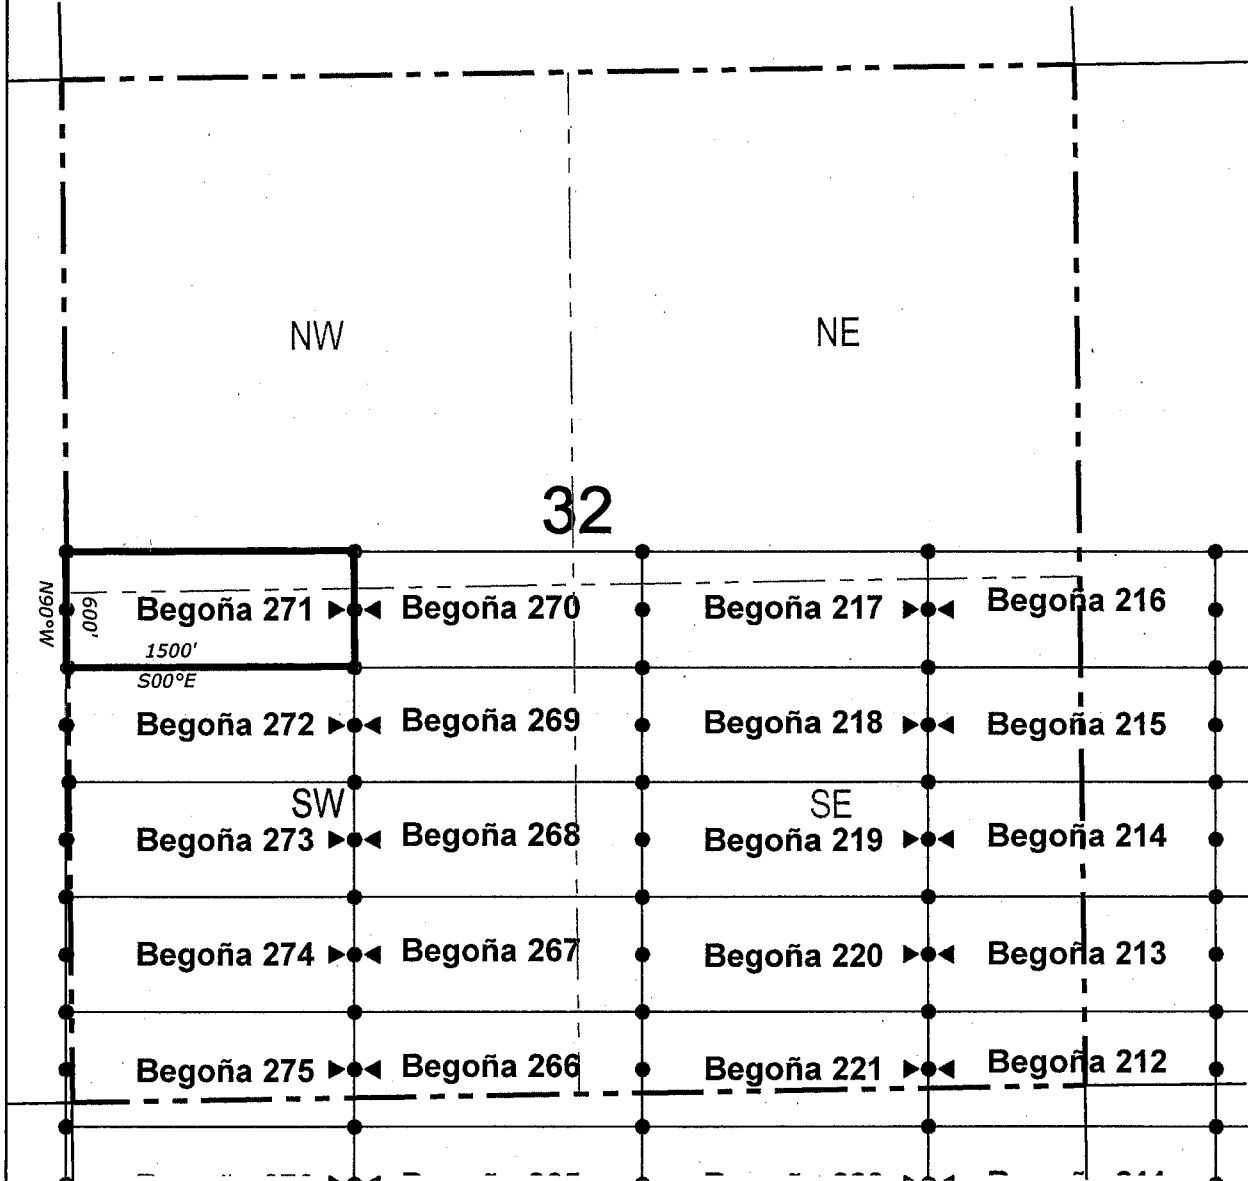 NW NE
32
N90°W
600'
Begoña 271 Begoña 270 Begoña 217 Begoña 216
1500'
S00°E
Begoña 272 Begoña 269 Begoña 218 Begoña 215
SW SE
Begoña 273 Begoña 268 Begoña 219 Begoña 214
Begoña 274 Begoña 267 Begoña 220 Begoña 213
Begoña 275 Begoña 266 Begoña 221 Begoña 212